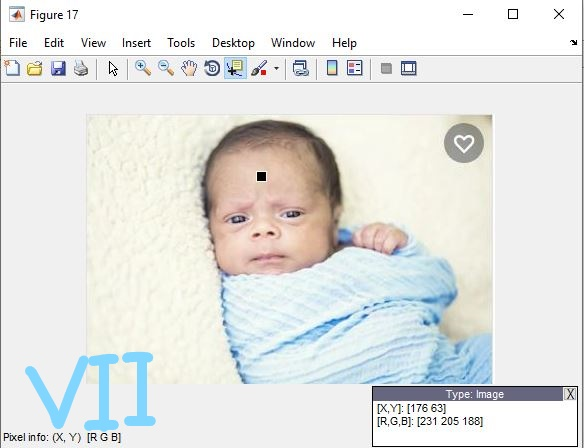 Figure 17
File Edit View Insert Tools Desktop Window Help
VII
Type: Image X
[X,Y]: [176 63]
[R,G,B]: [231 205 188]
Pixel info: (X, Y) [R G B]